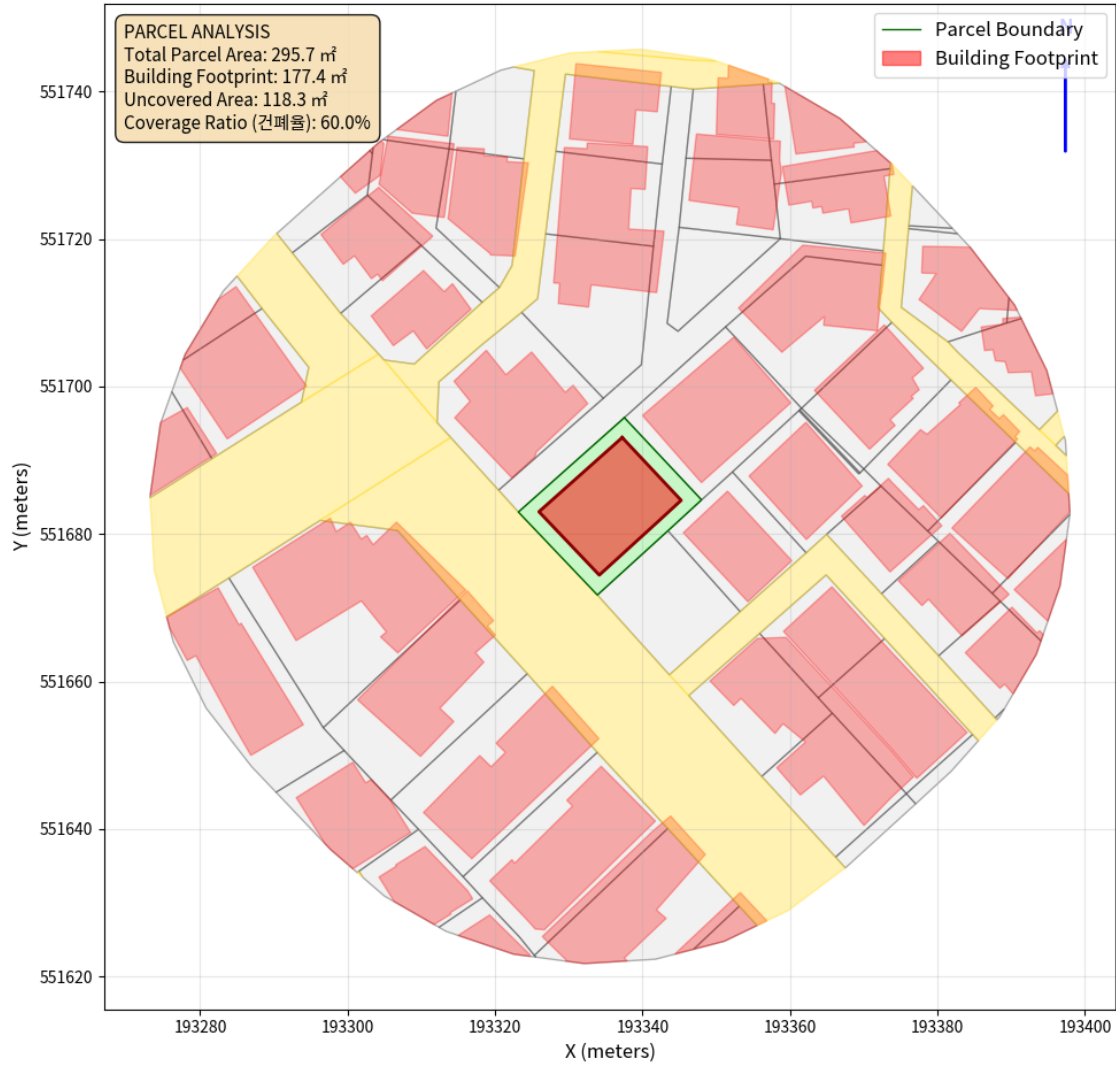 PARCEL ANALYSIS
Total Parcel Area: 295.7 ㎡
Building Footprint: 177.4 ㎡
Uncovered Area: 118.3 ㎡
Coverage Ratio (건폐율): 60.0%
N
Parcel Boundary
Building Footprint
551740
551720
551700
551680
551660
551640
551620
Y (meters)
193280
193300
193320
193340
193360
193380
193400
X (meters)